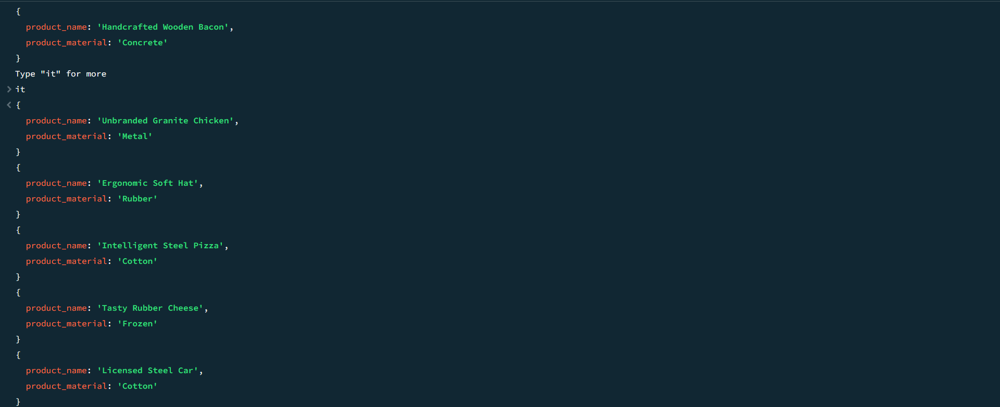 {
  product_name: 'Handcrafted Wooden Bacon',
  product_material: 'Concrete'
}
Type "it" for more
> it
< {
  product_name: 'Unbranded Granite Chicken',
  product_material: 'Metal'
}
{
  product_name: 'Ergonomic Soft Hat',
  product_material: 'Rubber'
}
{
  product_name: 'Intelligent Steel Pizza',
  product_material: 'Cotton'
}
{
  product_name: 'Tasty Rubber Cheese',
  product_material: 'Frozen'
}
{
  product_name: 'Licensed Steel Car',
  product_material: 'Cotton'
}